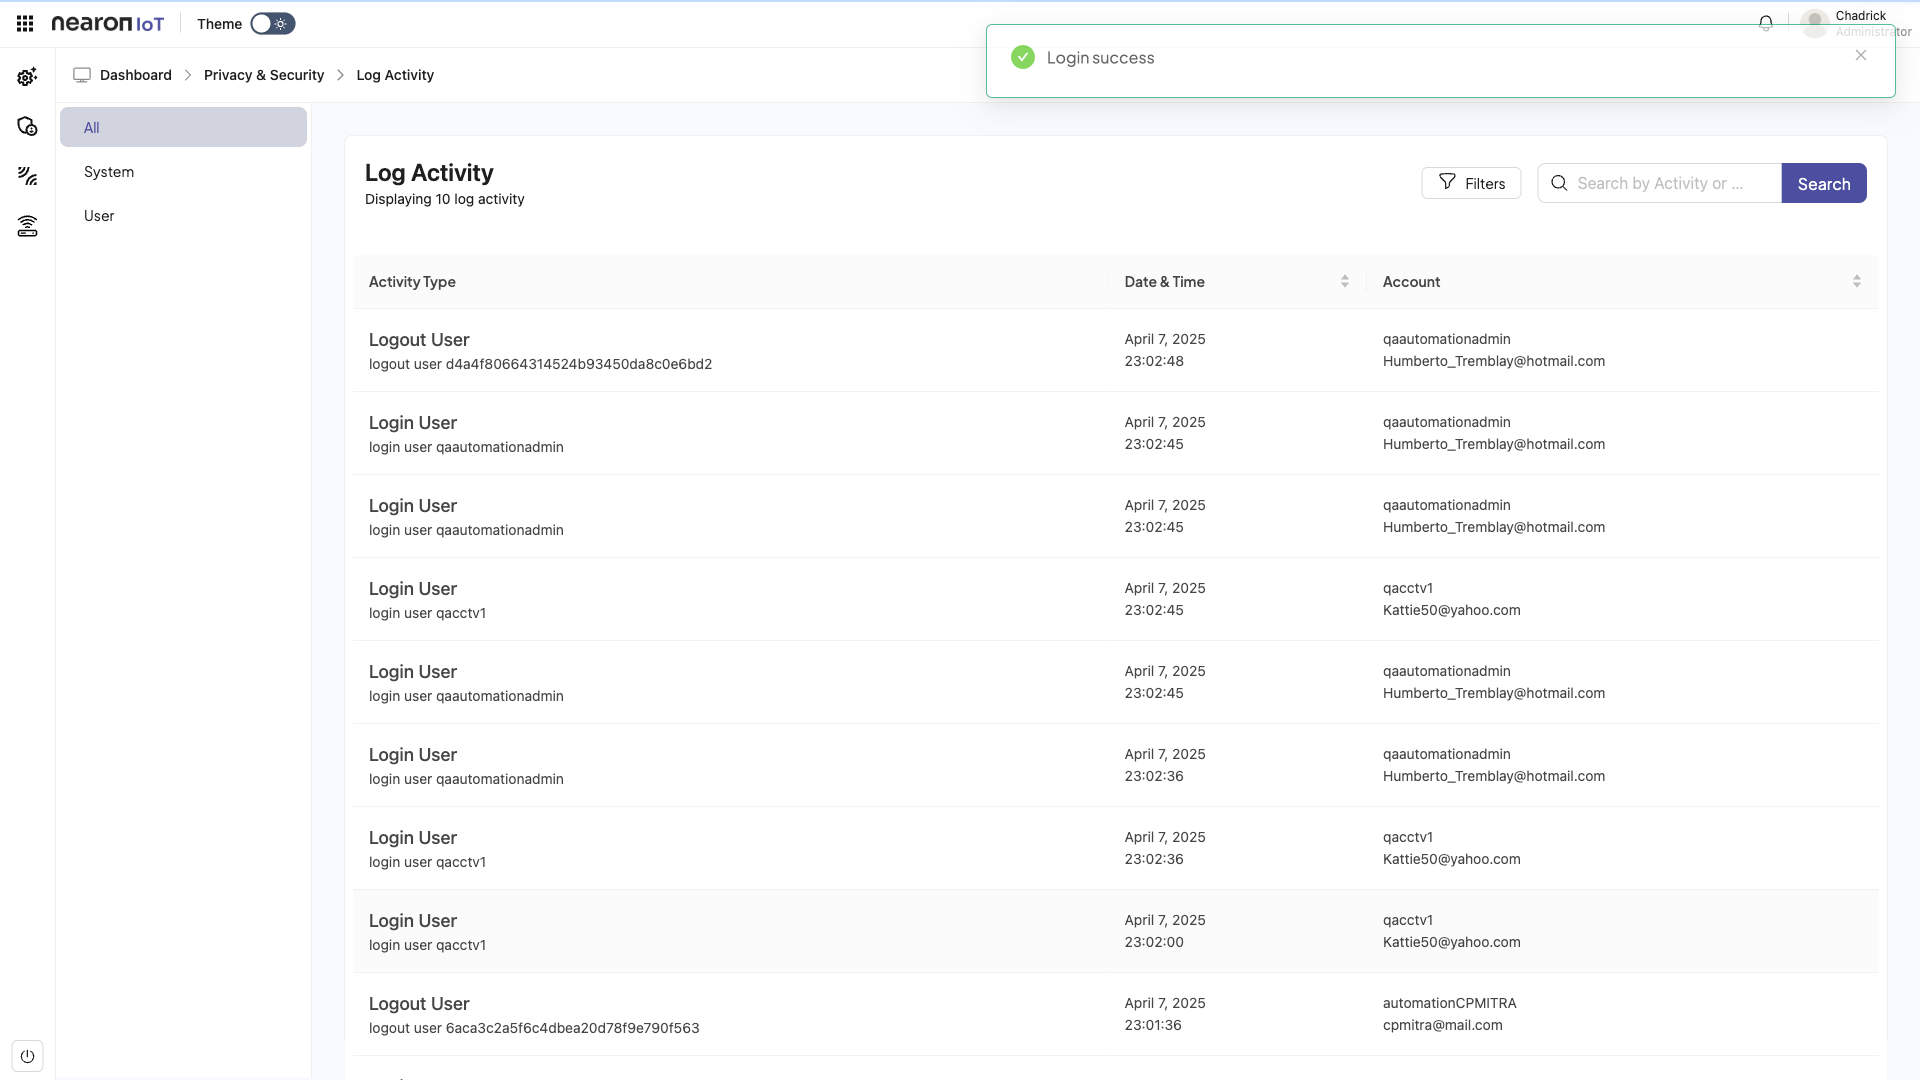 nearon IoT
Theme
Chadrick
Administrator
Login success
Dashboard > Privacy & Security > Log Activity
All
System
User
Log Activity
Displaying 10 log activity
Filters
Search by Activity or ...
Search
Activity Type
Date & Time
Account
Logout User
logout user d4a4f80664314524b93450da8c0e6bd2
April 7, 2025
23:02:48
qaautomationadmin
Humberto_Tremblay@hotmail.com
Login User
login user qaautomationadmin
April 7, 2025
23:02:45
qaautomationadmin
Humberto_Tremblay@hotmail.com
Login User
login user qaautomationadmin
April 7, 2025
23:02:45
qaautomationadmin
Humberto_Tremblay@hotmail.com
Login User
login user qacctv1
April 7, 2025
23:02:45
qacctv1
Kattie50@yahoo.com
Login User
login user qaautomationadmin
April 7, 2025
23:02:45
qaautomationadmin
Humberto_Tremblay@hotmail.com
Login User
login user qaautomationadmin
April 7, 2025
23:02:36
qaautomationadmin
Humberto_Tremblay@hotmail.com
Login User
login user qacctv1
April 7, 2025
23:02:36
qacctv1
Kattie50@yahoo.com
Login User
login user qacctv1
April 7, 2025
23:02:00
qacctv1
Kattie50@yahoo.com
Logout User
logout user 6aca3c2a5f6c4dbea20d78f9e790f563
April 7, 2025
23:01:36
automationCPMITRA
cpmitra@mail.com